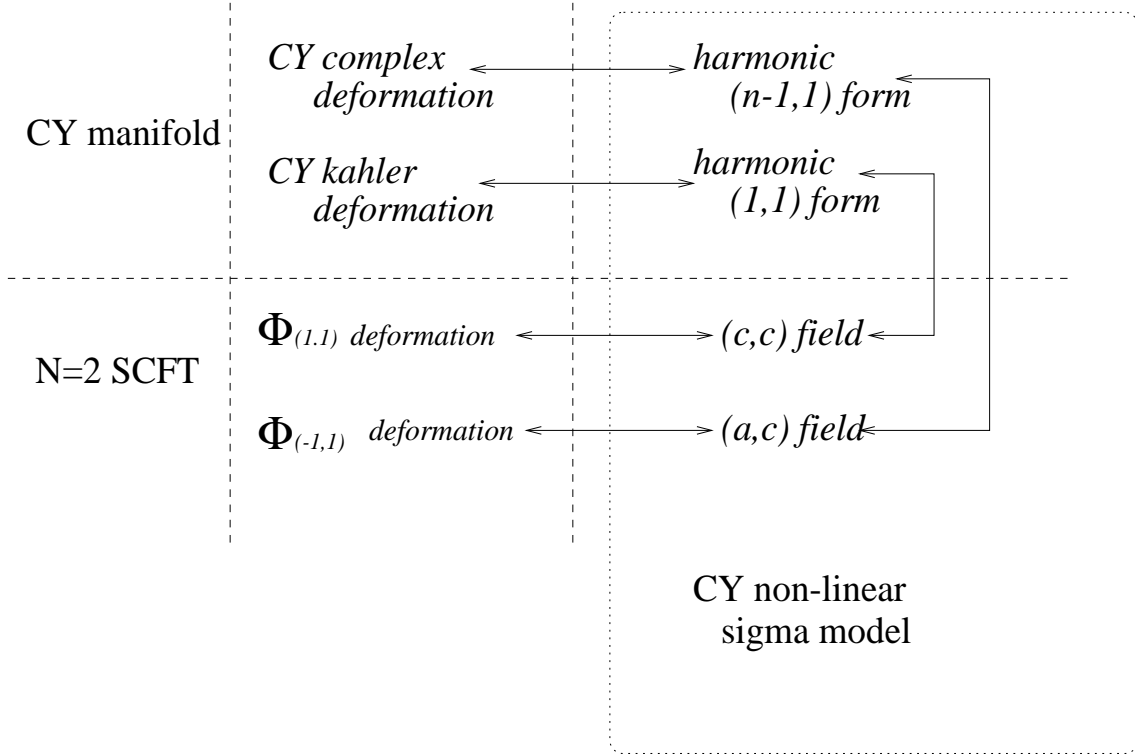 CY manifold
CY complex
deformation
harmonic
(n-1,1) form
CY kahler
deformation
harmonic
(1,1) form
N=2 SCFT
Φ(1.1) deformation
(c,c) field
Φ(-1,1) deformation
(a,c) field
CY non-linear
sigma model